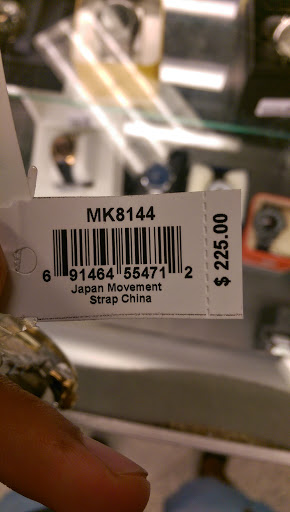 MK8144
6 91464 55471 2
Japan Movement
Strap China
$ 225.00